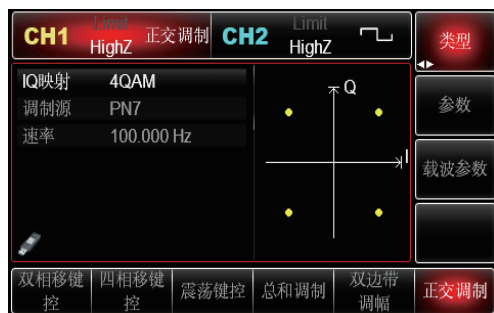 CH1 Limit HighZ 正交调制 CH2 Limit HighZ
类型
IQ映射 4QAM
调制源 PN7
速率 100.000 Hz
Q
I
参数
载波参数
双相移键控
四相移键控
震荡键控
总和调制
双边带调幅
正交调制